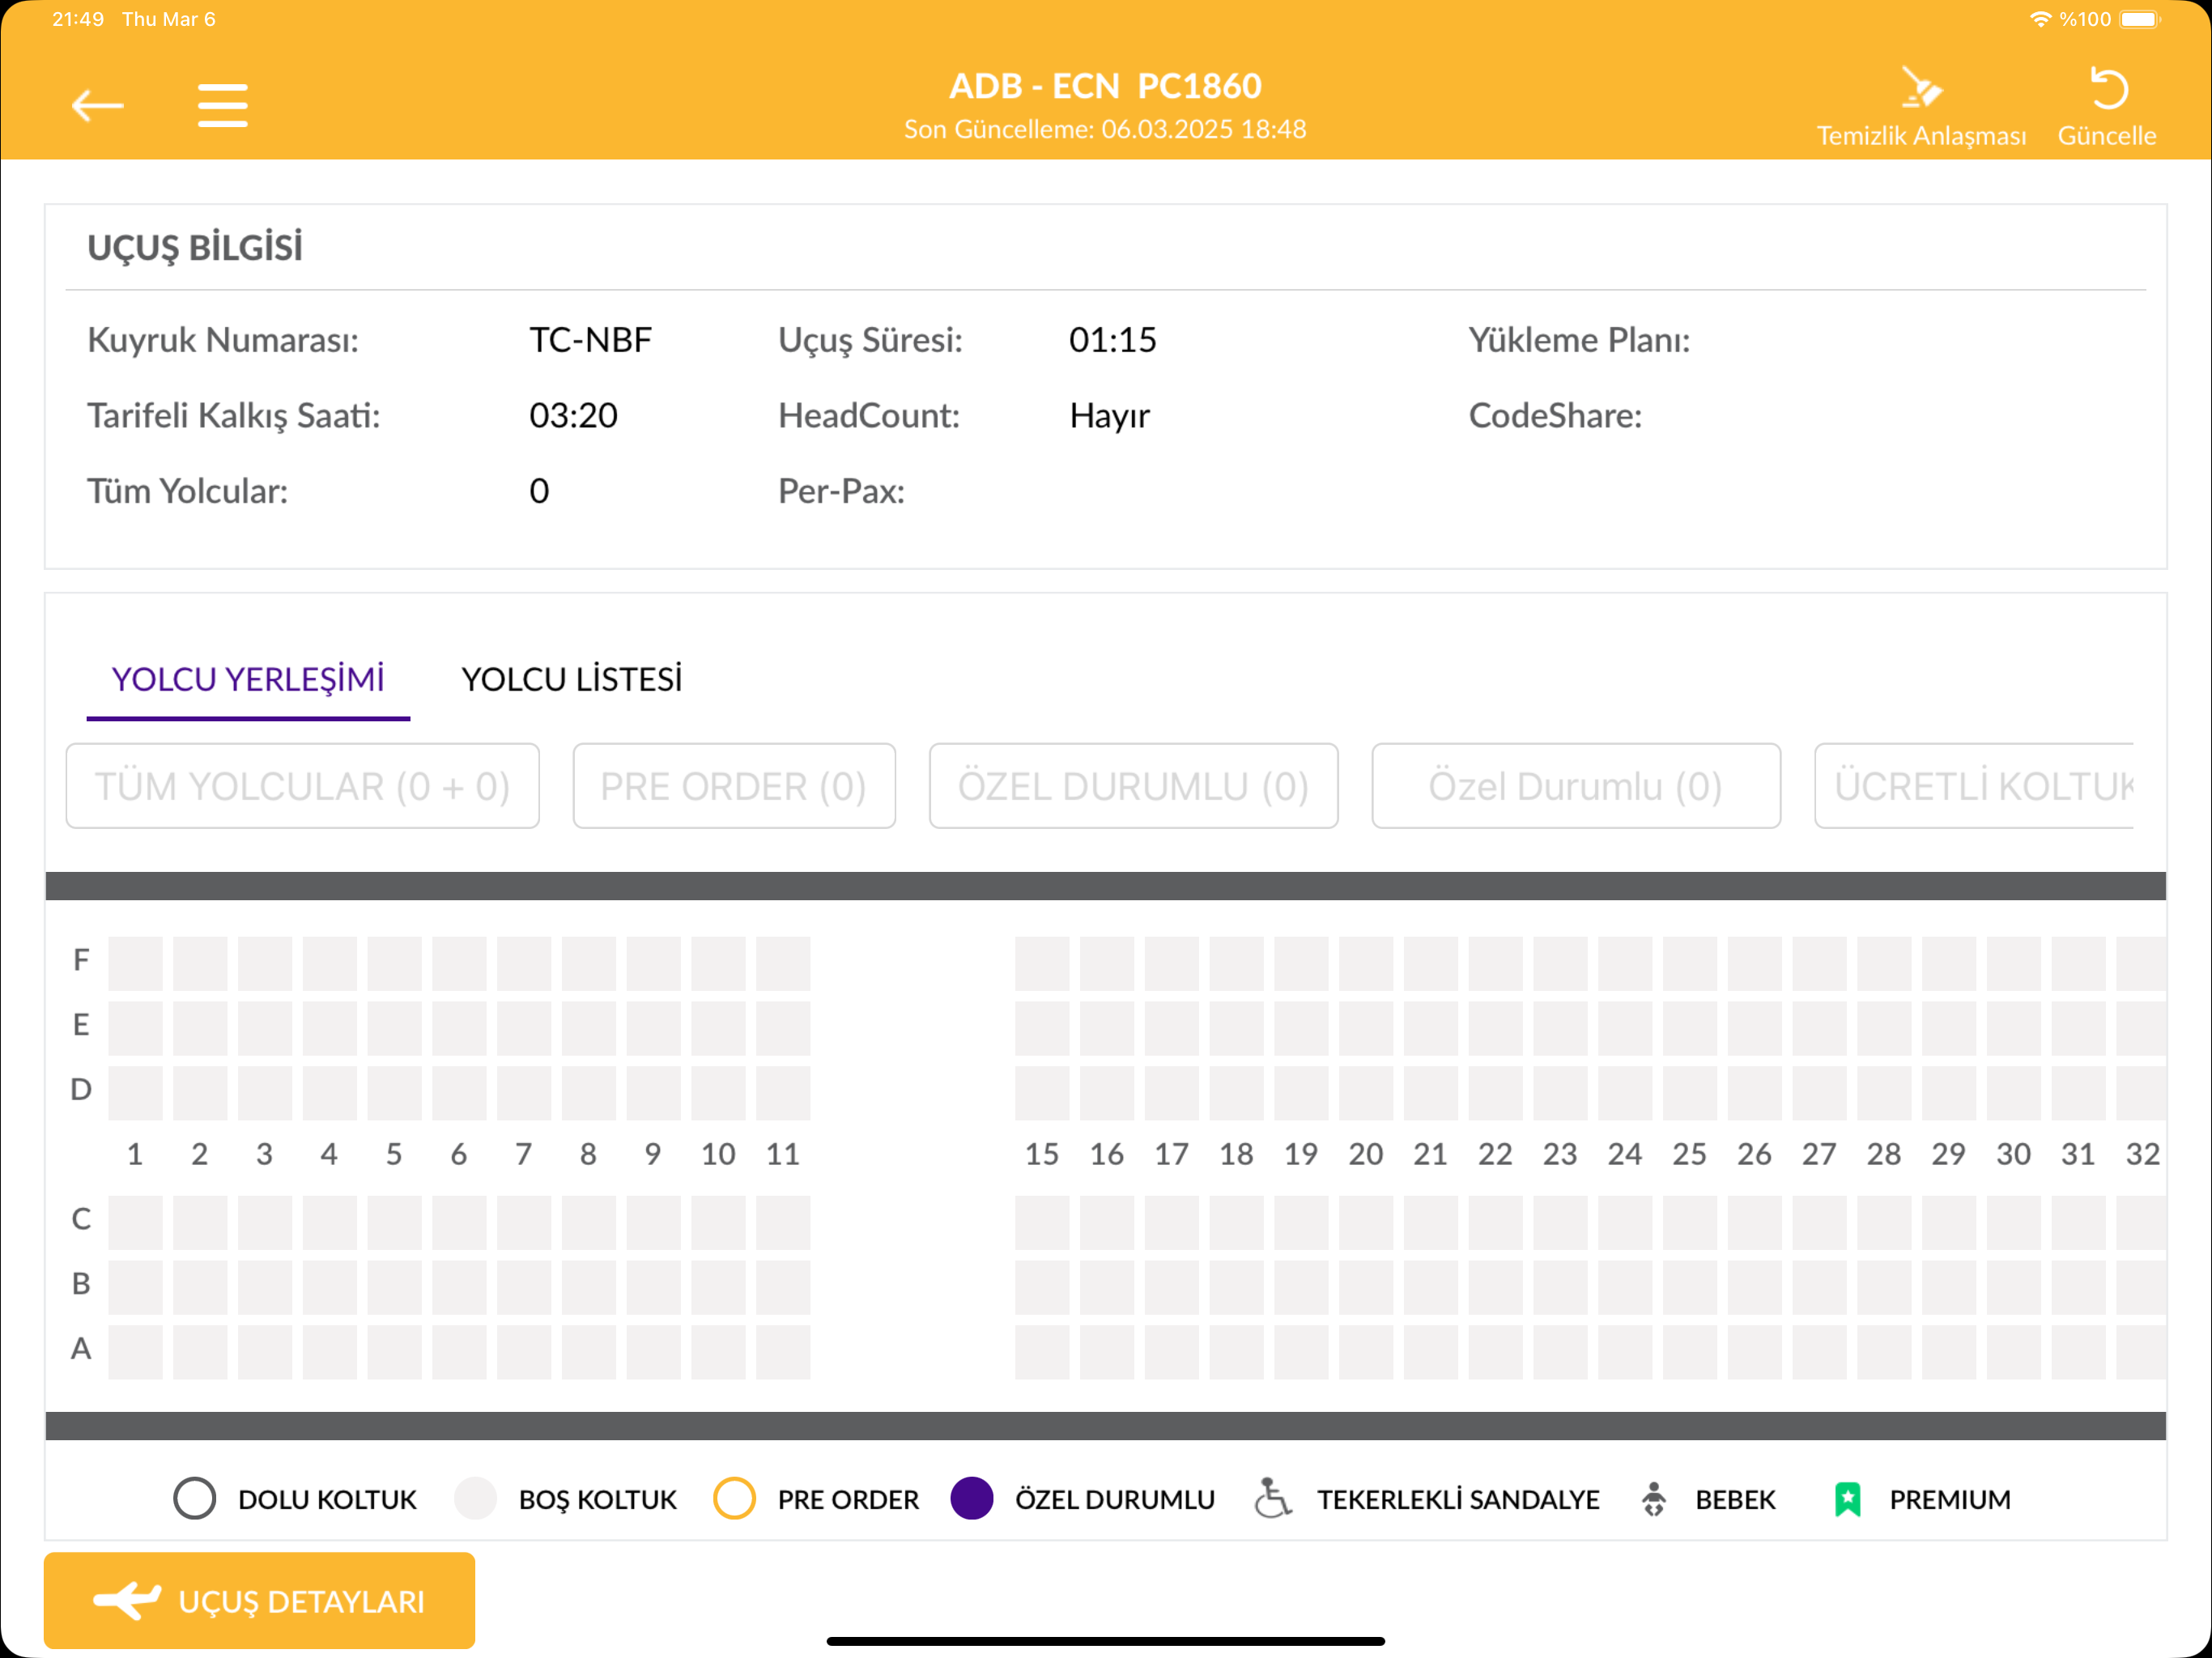 21:49 Thu Mar 6
%100
ADB - ECN PC1860
Son Güncelleme: 06.03.2025 18:48
Temizlik Anlaşması
Güncelle
UÇUŞ BİLGİSİ
Kuyruk Numarası: TC-NBF Uçuş Süresi: 01:15 Yükleme Planı:
Tarifeli Kalkış Saati: 03:20 HeadCount: Hayır CodeShare:
Tüm Yolcular: 0 Per-Pax:
YOLCU YERLEŞİMİ YOLCU LİSTESİ
TÜM YOLCULAR (0 + 0) PRE ORDER (0) ÖZEL DURUMLU (0) Özel Durumlu (0) ÜCRETLİ KOLTUK
F
E
D
1 2 3 4 5 6 7 8 9 10 11 15 16 17 18 19 20 21 22 23 24 25 26 27 28 29 30 31 32
C
B
A
DOLU KOLTUK BOŞ KOLTUK PRE ORDER ÖZEL DURUMLU TEKERLEKLİ SANDALYE BEBEK PREMIUM
UÇUŞ DETAYLARI